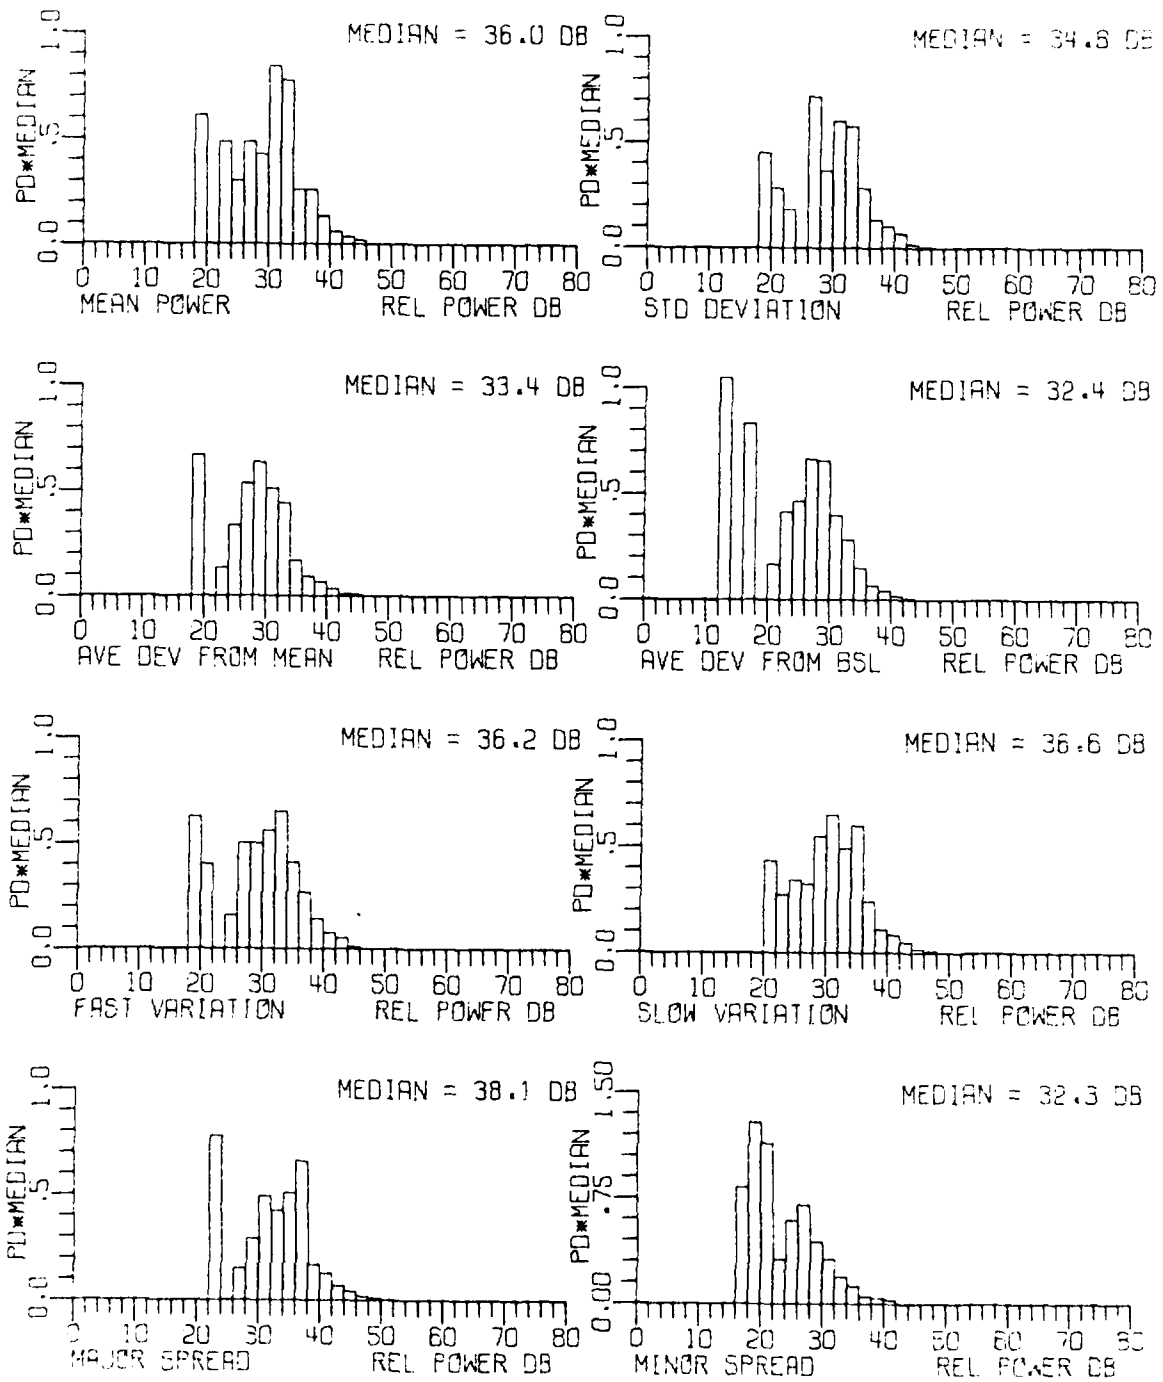 MEDIAN = 36.0 DB
PD*MEDIAN
0.0 .5 1.0
0 10 20 30 40 50 60 70 80
MEAN POWER REL POWER DB
MEDIAN = 34.6 DB
PD*MEDIAN
0.0 .5 1.0
0 10 20 30 40 50 60 70 80
STD DEVIATION REL POWER DB
MEDIAN = 33.4 DB
PD*MEDIAN
0.0 .5 1.0
0 10 20 30 40 50 60 70 80
AVE DEV FROM MEAN REL POWER DB
MEDIAN = 32.4 DB
PD*MEDIAN
0.0 .5 1.0
0 10 20 30 40 50 60 70 80
AVE DEV FROM BSL REL POWER DB
MEDIAN = 36.2 DB
PD*MEDIAN
0.0 .5 1.0
0 10 20 30 40 50 60 70 80
FAST VARIATION REL POWER DB
MEDIAN = 36.6 DB
PD*MEDIAN
0.0 .5 1.0
0 10 20 30 40 50 60 70 80
SLOW VARIATION REL POWER DB
MEDIAN = 38.1 DB
PD*MEDIAN
0.0 .5 1.0
0 10 20 30 40 50 60 70 80
MAJOR SPREAD REL POWER DB
MEDIAN = 32.3 DB
PD*MEDIAN
.00 .75 1.50
0 10 20 30 40 50 60 70 80
MINOR SPREAD REL POWER DB